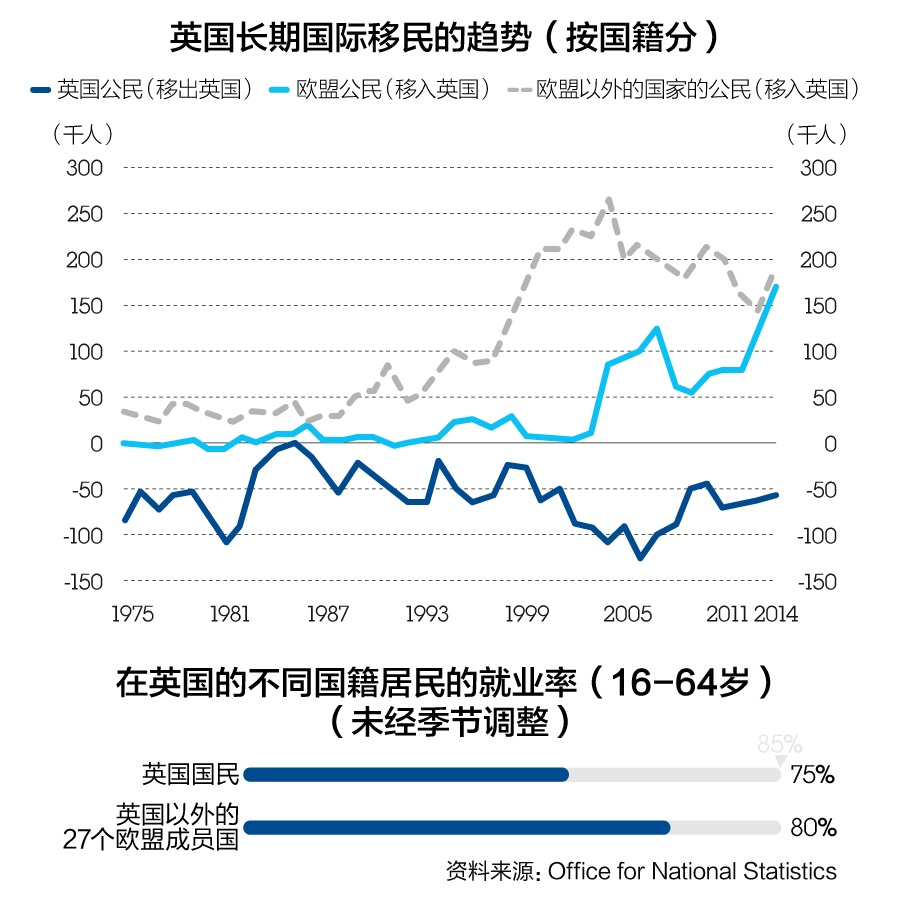 英国长期国际移民的趋势（按国籍分）
英国公民（移出英国） 欧盟公民（移入英国） 欧盟以外的国家的公民（移入英国）
（千人） （千人）
300 300
250 250
200 200
150 150
100 100
50 50
0 0
-50 -50
-100 -100
-150 -150
1975 1981 1987 1993 1999 2005 2011 2014
在英国的不同国籍居民的就业率（16-64岁）
（未经季节调整）
85%
英国国民 75%
英国以外的
27个欧盟成员国 80%
资料来源：Office for National Statistics